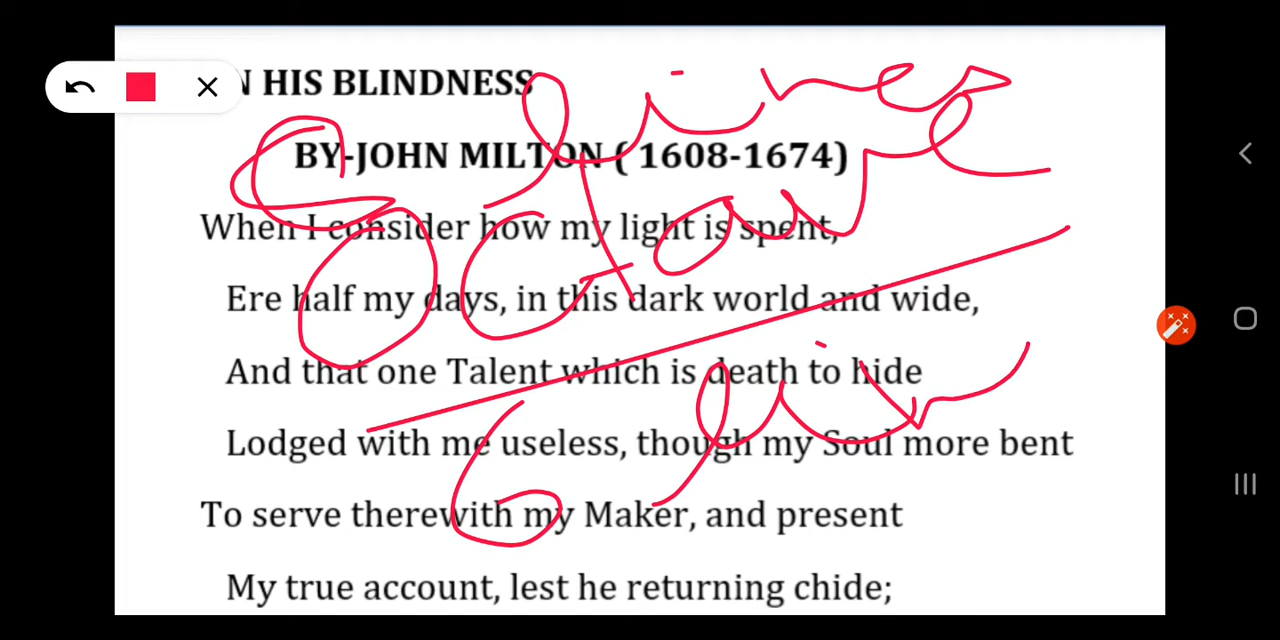 N HIS BLINDNESS
BY-JOHN MILTON ( 1608-1674)
8 lines
Octave
When I consider how my light is spent,
Ere half my days, in this dark world and wide,
And that one Talent which is death to hide
6 lin
Lodged with me useless, though my Soul more bent
To serve therewith my Maker, and present
My true account, lest he returning chide;